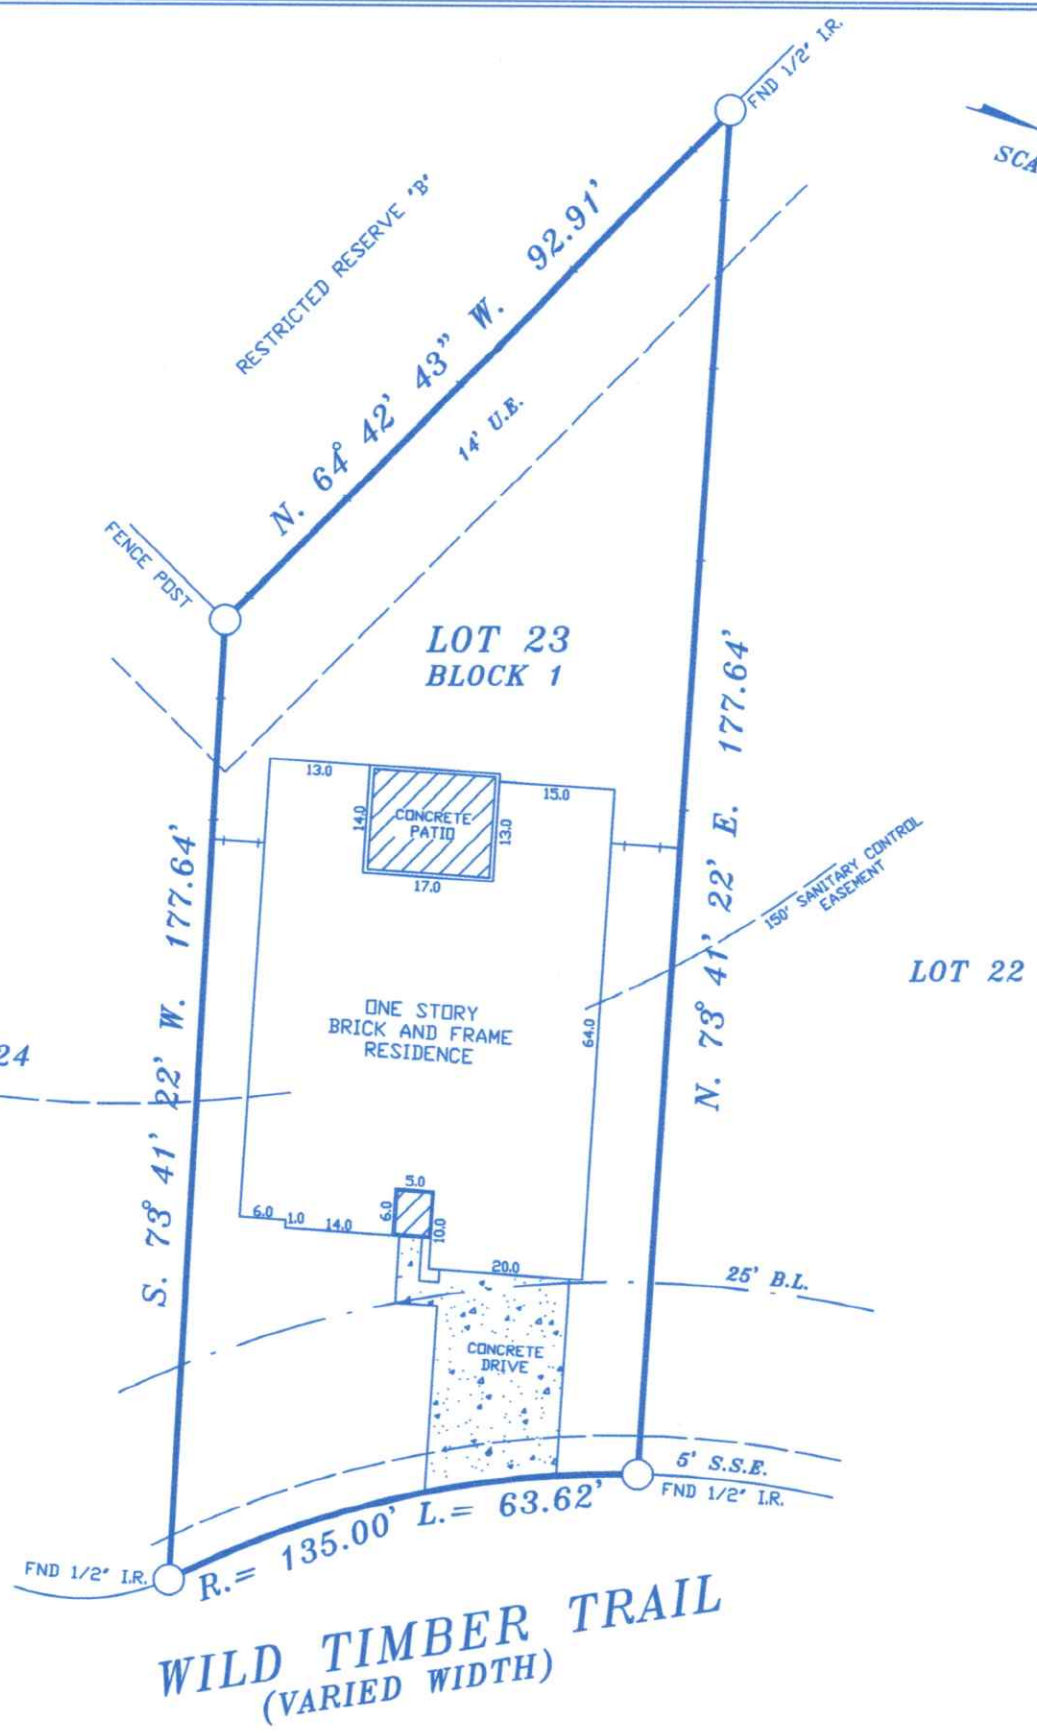 FND 1/2" I.R.
SCA
RESTRICTED RESERVE "B"
N. 64° 42' 43" W. 92.91'
14' U.E.
FENCE POST
LOT 23
BLOCK 1
13.0
15.0
14.0
CONCRETE
PATIO
13.0
17.0
S. 73° 41' 22' W. 177.64'
N. 73° 41' 22' E. 177.64'
150' SANITARY CONTROL
EASEMENT
LOT 22
24
ONE STORY
BRICK AND FRAME
RESIDENCE
64.0
5.0
6.0
6.0
1.0
14.0
10.0
20.0
25' B.L.
CONCRETE
DRIVE
5' S.S.E.
FND 1/2" I.R.
FND 1/2" I.R.
R.= 135.00' L.= 63.62'
WILD TIMBER TRAIL
(VARIED WIDTH)